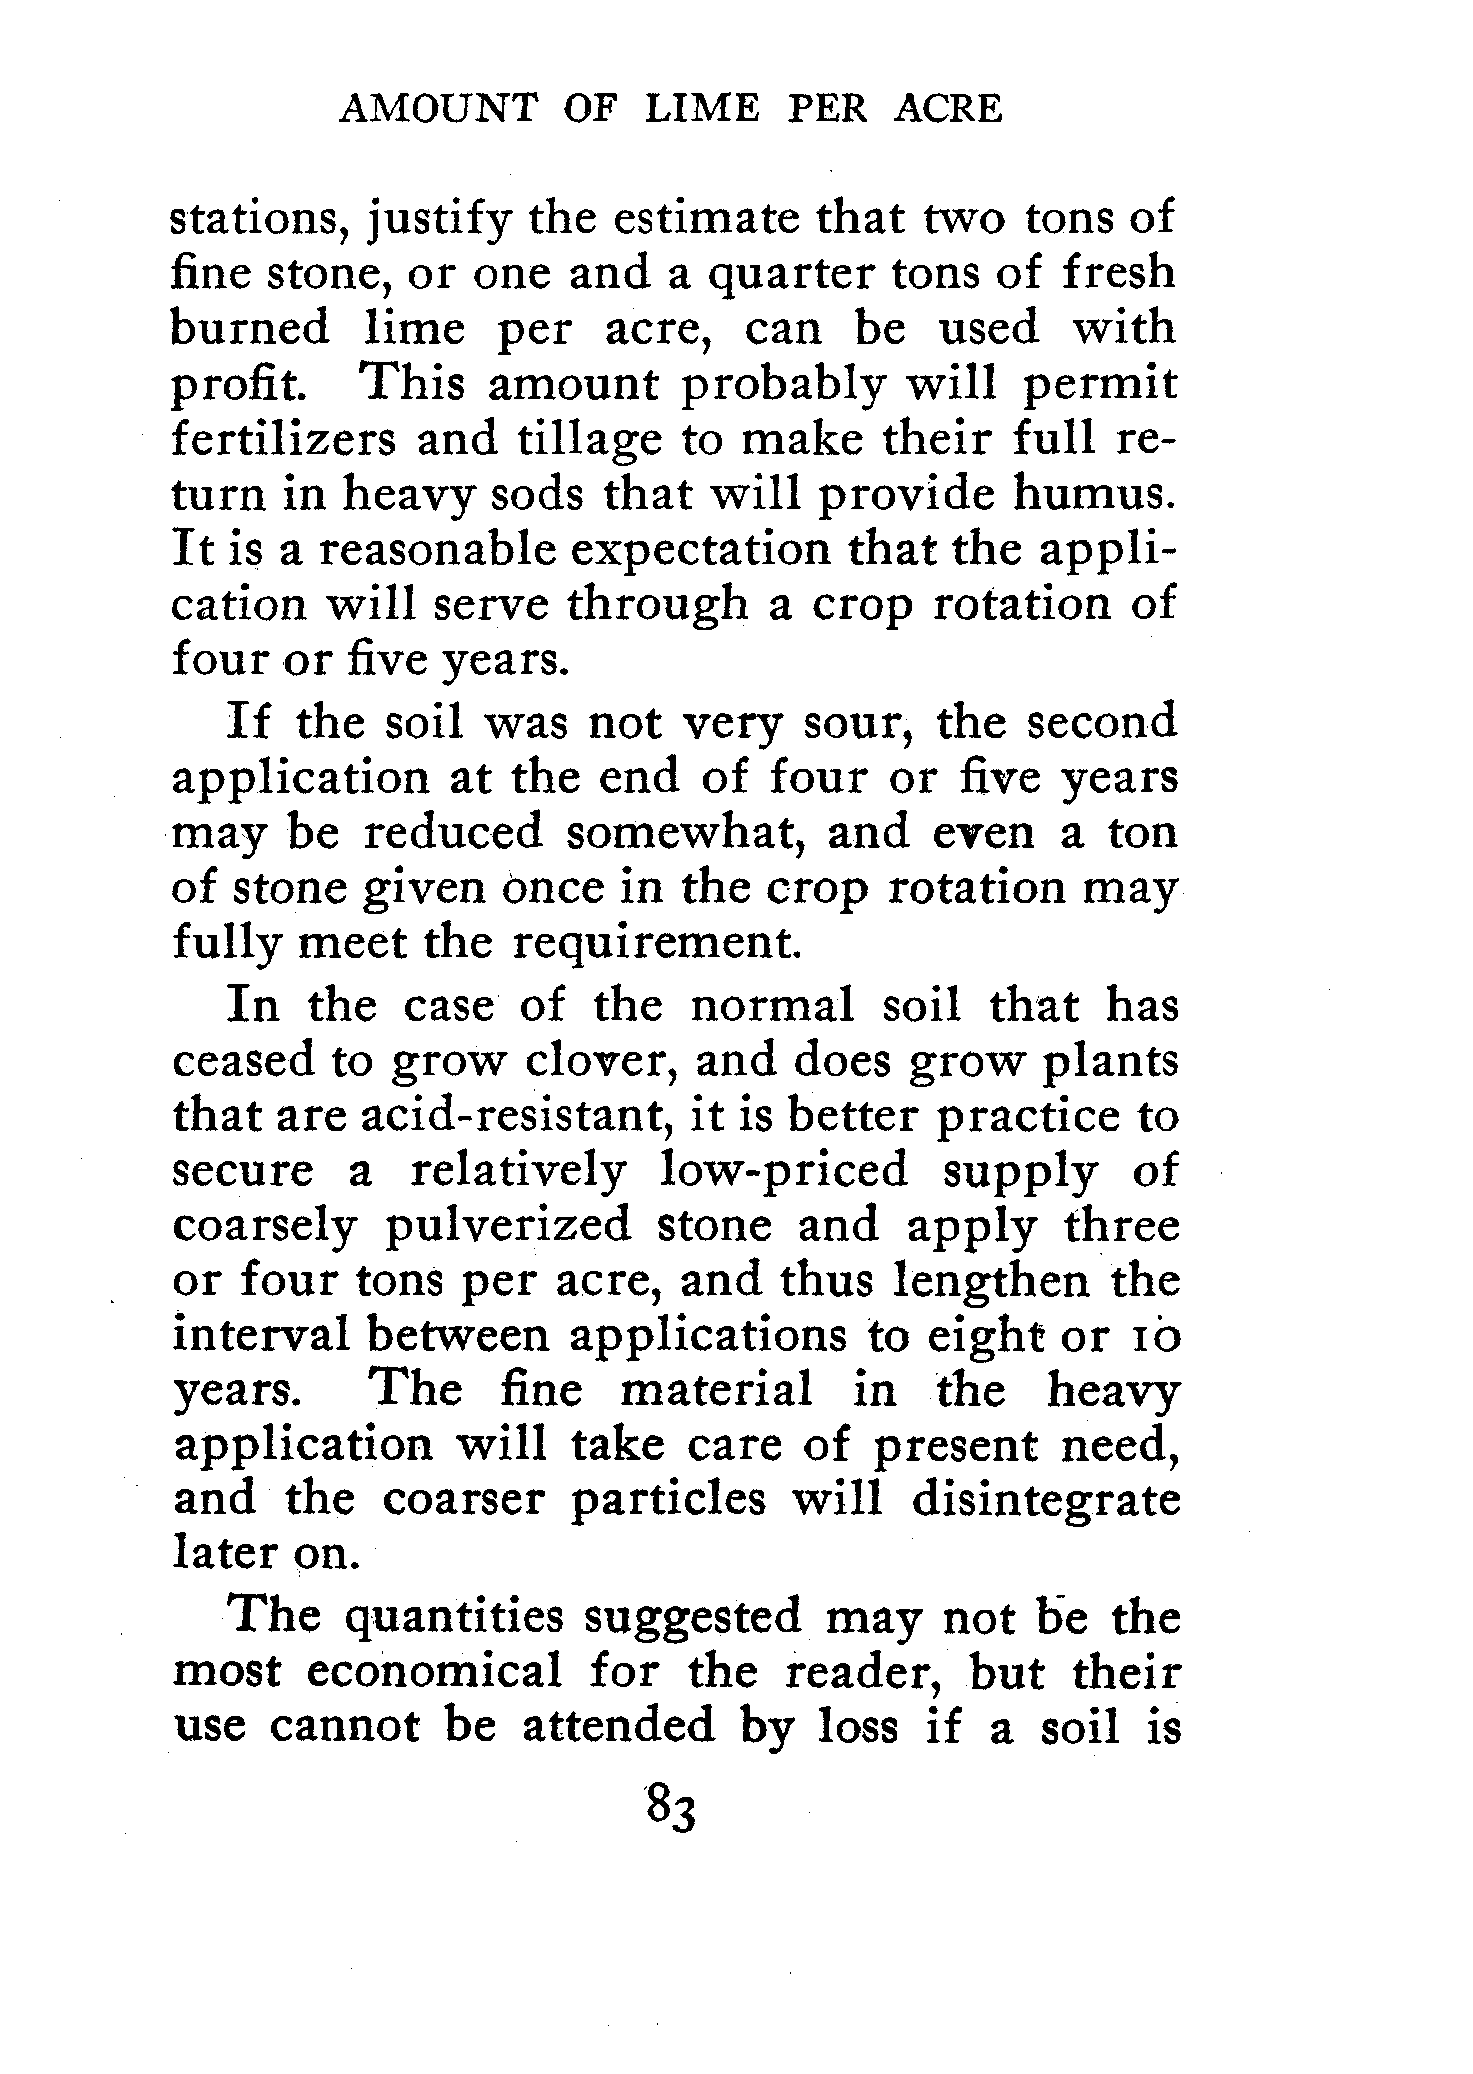 AMOUNT OF LIME PER ACRE
stations, justify the estimate that two tons of
fine stone, or one and a quarter tons of fresh
burned lime per acre, can be used with
profit. This amount probably will permit
fertilizers and tillage to make their full re-
turn in heavy sods that will provide humus.
It is a reasonable expectation that the appli-
cation will serve through a crop rotation of
four or five years.
If the soil was not very sour, the second
application at the end of four or five years
may be reduced somewhat, and even a ton
of stone given once in the crop rotation may
fully meet the requirement.
In the case of the normal soil that has
ceased to grow clover, and does grow plants
that are acid-resistant, it is better practice to
secure a relatively low-priced supply of
coarsely pulverized stone and apply three
or four tons per acre, and thus lengthen the
interval between applications to eight or 10
years. The fine material in the heavy
application will take care of present need,
and the coarser particles will disintegrate
later on.
The quantities suggested may not be the
most economical for the reader, but their
use cannot be attended by loss if a soil is
83